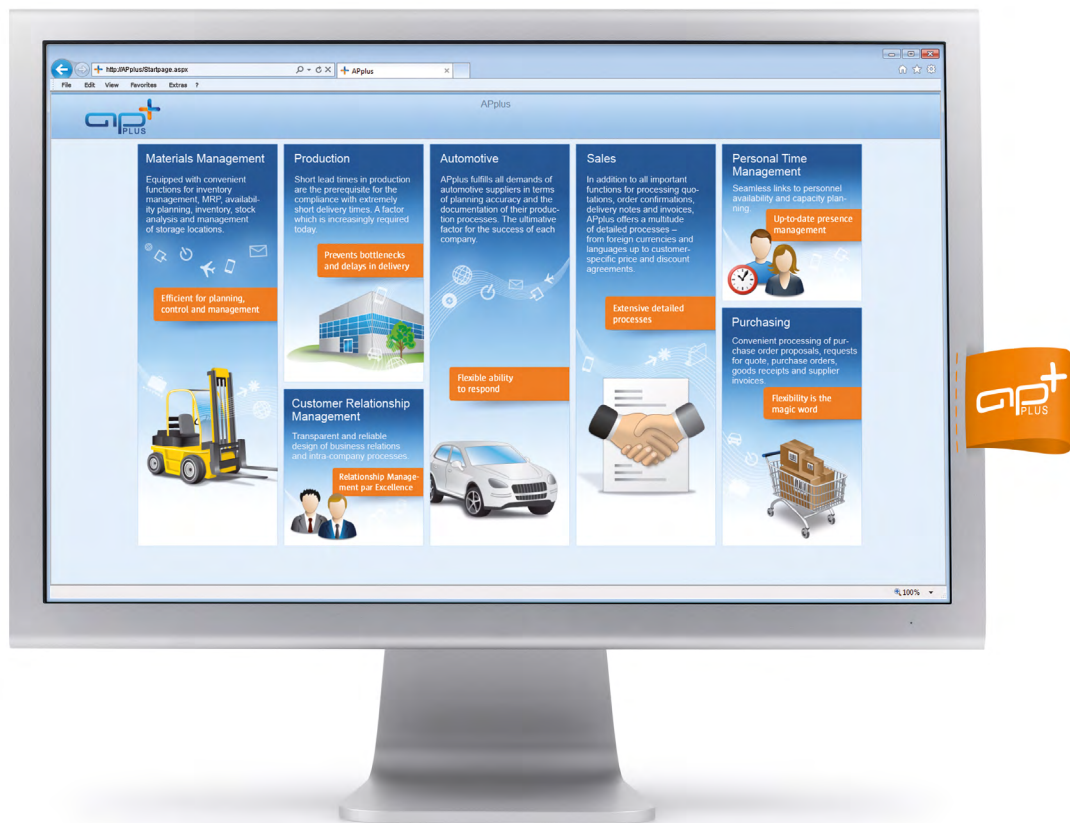 http://APplus/Startpage.aspx
APplus
File Edit View Favorites Extras ?
ap+
PLUS
APplus
Materials Management
Equipped with convenient
functions for inventory
management, MRP, availabil-
ity planning, inventory, stock
analysis and management
of storage locations.
Efficient for planning,
control and management
Production
Short lead times in production
are the prerequisite for the
compliance with extremely
short delivery times. A factor
which is increasingly required
today.
Prevents bottlenecks
and delays in delivery
Customer Relationship
Management
Transparent and reliable
design of business relations
and intra-company processes.
Relationship Manage-
ment par Excellence
Automotive
APplus fulfills all demands of
automotive suppliers in terms
of planning accuracy and the
documentation of their produc-
tion processes. The ultimative
factor for the success of each
company.
Flexible ability
to respond
Sales
In addition to all important
functions for processing quo-
tations, order confirmations,
delivery notes and invoices,
APplus offers a multitude
of detailed processes –
from foreign currencies and
languages up to customer-
specific price and discount
agreements.
Extensive detailed
processes
Personal Time
Management
Seamless links to personnel
availability and capacity plan-
ning.
Up-to-date presence
management
Purchasing
Convenient processing of pur-
chase order proposals, requests
for quote, purchase orders,
goods receipts and supplier
invoices.
Flexibility is the
magic word
ap+
PLUS
100%